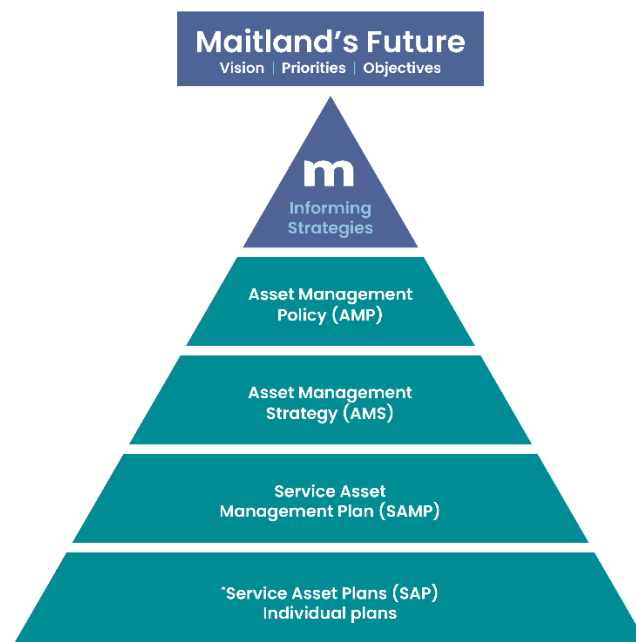 Maitland's Future
Vision | Priorities | Objectives
m
Informing
Strategies
Asset Management
Policy (AMP)
Asset Management
Strategy (AMS)
Service Asset
Management Plan (SAMP)
*Service Asset Plans (SAP)
Individual plans